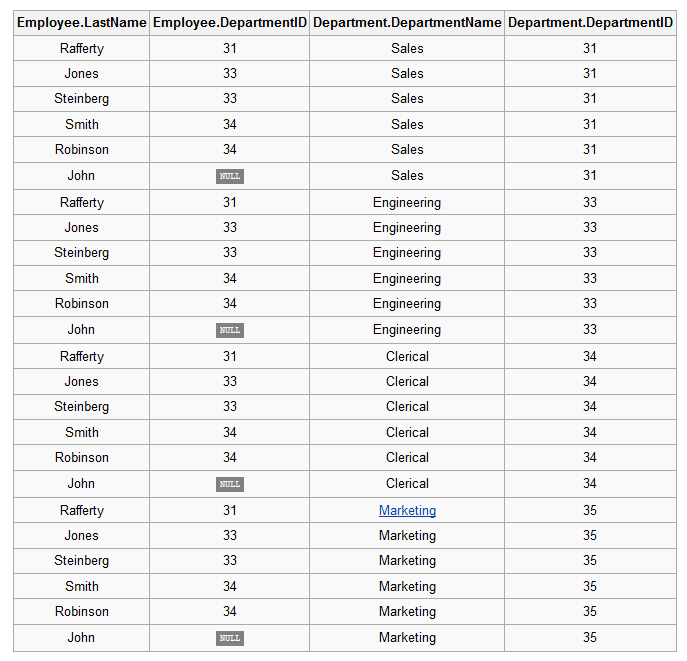 Employee.LastName Employee.DepartmentID Department.DepartmentName Department.DepartmentID
Rafferty 31 Sales 31
Jones 33 Sales 31
Steinberg 33 Sales 31
Smith 34 Sales 31
Robinson 34 Sales 31
John NULL Sales 31
Rafferty 31 Engineering 33
Jones 33 Engineering 33
Steinberg 33 Engineering 33
Smith 34 Engineering 33
Robinson 34 Engineering 33
John NULL Engineering 33
Rafferty 31 Clerical 34
Jones 33 Clerical 34
Steinberg 33 Clerical 34
Smith 34 Clerical 34
Robinson 34 Clerical 34
John NULL Clerical 34
Rafferty 31 Marketing 35
Jones 33 Marketing 35
Steinberg 33 Marketing 35
Smith 34 Marketing 35
Robinson 34 Marketing 35
John NULL Marketing 35